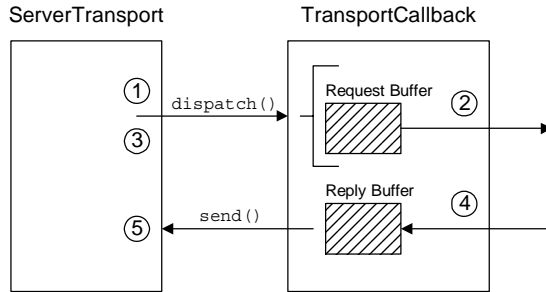 ServerTransport
TransportCallback
①
dispatch()
Request Buffer
②
③
Reply Buffer
④
⑤
send()